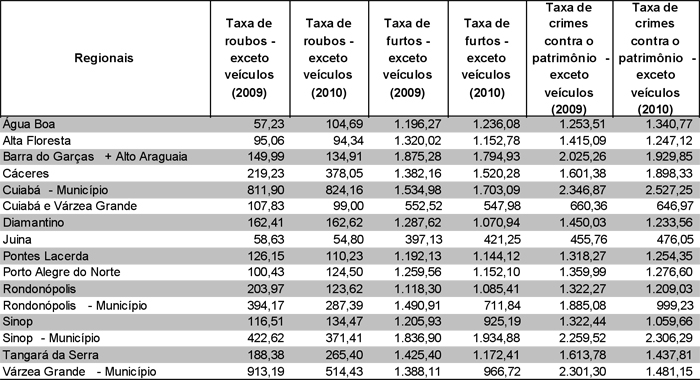 Regionais Taxa de roubos - exceto veículos (2009) Taxa de roubos - exceto veículos (2010) Taxa de furtos - exceto veículos (2009) Taxa de furtos - exceto veículos (2010) Taxa de crimes contra o patrimônio - exceto veículos (2009) Taxa de crimes contra o patrimônio - exceto veículos (2010)
Água Boa 57,23 104,69 1.196,27 1.236,08 1.253,51 1.340,77
Alta Floresta 95,06 94,34 1.320,02 1.152,78 1.415,09 1.247,12
Barra do Garças + Alto Araguaia 149,99 134,91 1.875,28 1.794,93 2.025,26 1.929,85
Cáceres 219,23 378,05 1.382,16 1.520,28 1.601,38 1.898,33
Cuiabá - Município 811,90 824,16 1.534,98 1.703,09 2.346,87 2.527,25
Cuiabá e Várzea Grande 107,83 99,00 552,52 547,98 660,36 646,97
Diamantino 162,41 162,62 1.287,62 1.070,94 1.450,03 1.233,56
Juina 58,63 54,80 397,13 421,25 455,76 476,05
Pontes Lacerda 126,15 110,23 1.192,13 1.144,12 1.318,27 1.254,35
Porto Alegre do Norte 100,43 124,50 1.259,56 1.152,10 1.359,99 1.276,60
Rondonópolis 203,97 123,62 1.118,30 1.085,41 1.322,27 1.209,03
Rondonópolis - Município 394,17 287,39 1.490,91 711,84 1.885,08 999,23
Sinop 116,51 134,47 1.205,93 925,19 1.322,44 1.059,66
Sinop - Município 422,62 371,41 1.836,90 1.934,88 2.259,52 2.306,29
Tangará da Serra 188,38 265,40 1.425,40 1.172,41 1.613,78 1.437,81
Várzea Grande - Município 913,19 514,43 1.388,11 966,72 2.301,30 1.481,15